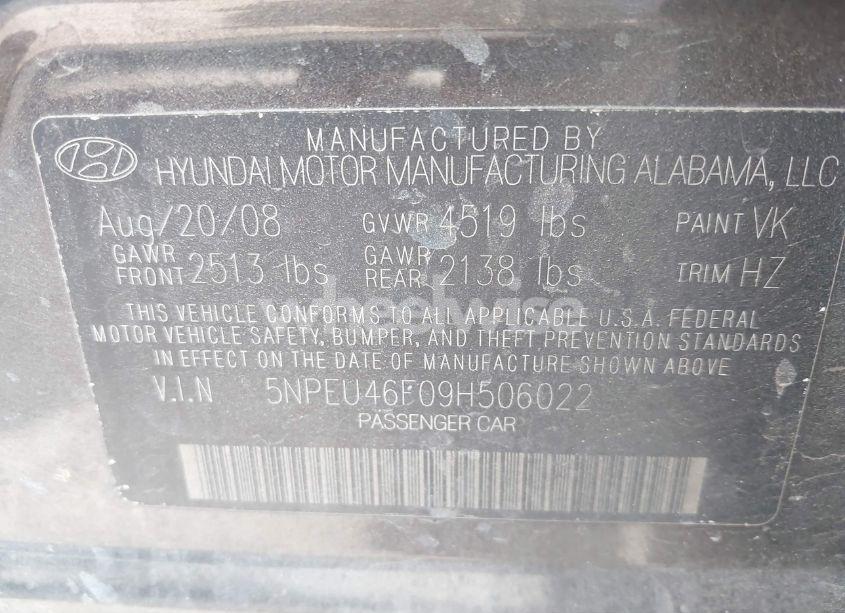 MANUFACTURED BY
HYUNDAI MOTOR MANUFACTURING ALABAMA, LLC
Aug/20/08 GVWR 4519 lbs PAINT VK
GAWR FRONT 2513 lbs GAWR REAR 2138 lbs TRIM HZ
THIS VEHICLE CONFORMS TO ALL APPLICABLE U.S.A. FEDERAL
MOTOR VEHICLE SAFETY, BUMPER, AND THEFT PREVENTION STANDARDS
IN EFFECT ON THE DATE OF MANUFACTURE SHOWN ABOVE
V.I.N 5NPEU46F09H506022
PASSENGER CAR
wheelwise